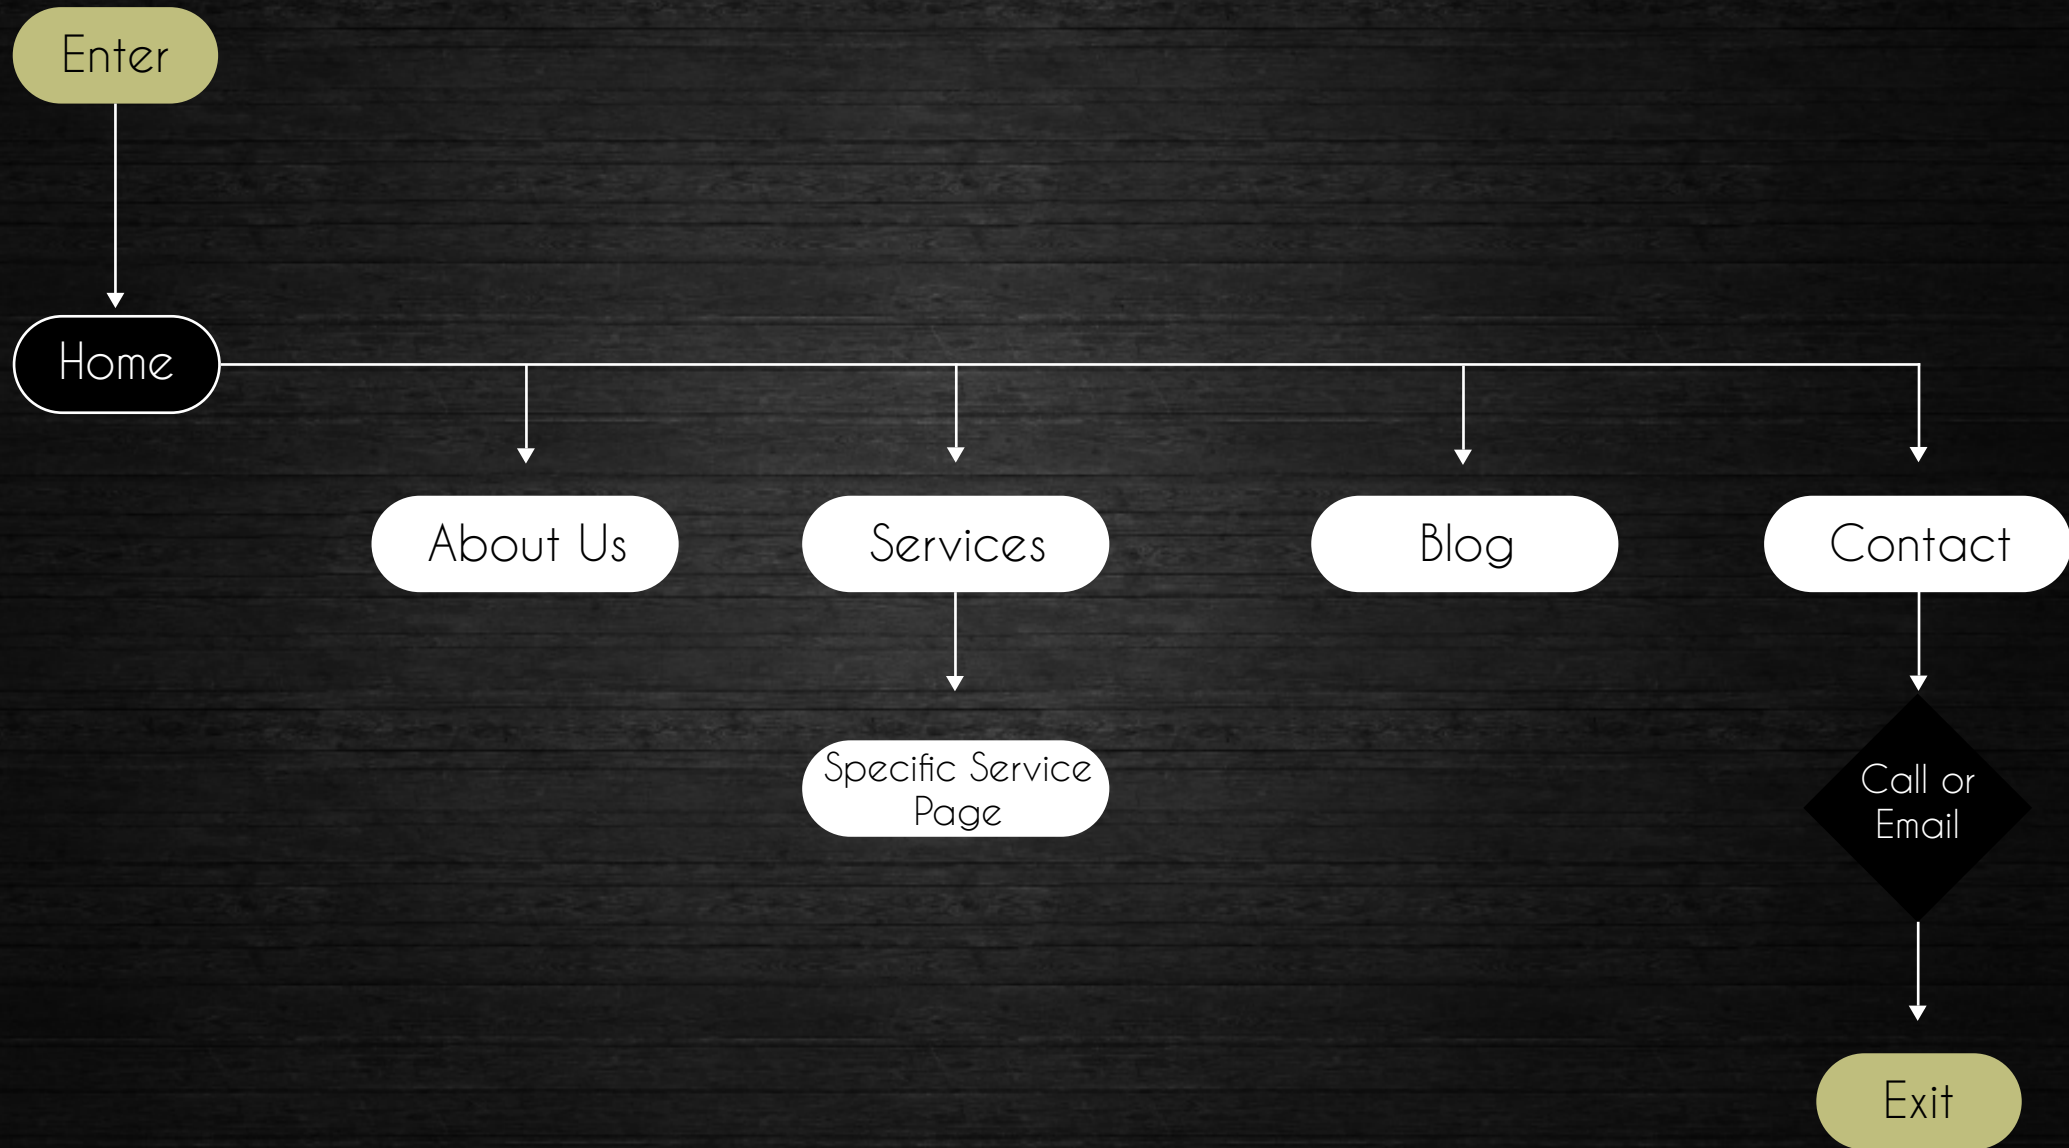 Enter
Home
About Us
Services
Blog
Contact
Specific Service
Page
Call or
Email
Exit